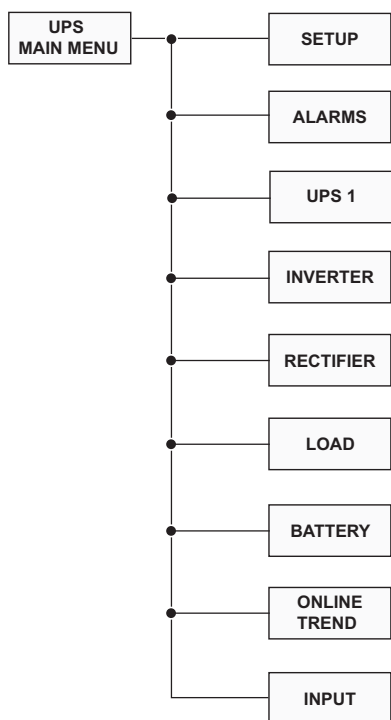 UPS
MAIN MENU
SETUP
ALARMS
UPS 1
INVERTER
RECTIFIER
LOAD
BATTERY
ONLINE
TREND
INPUT